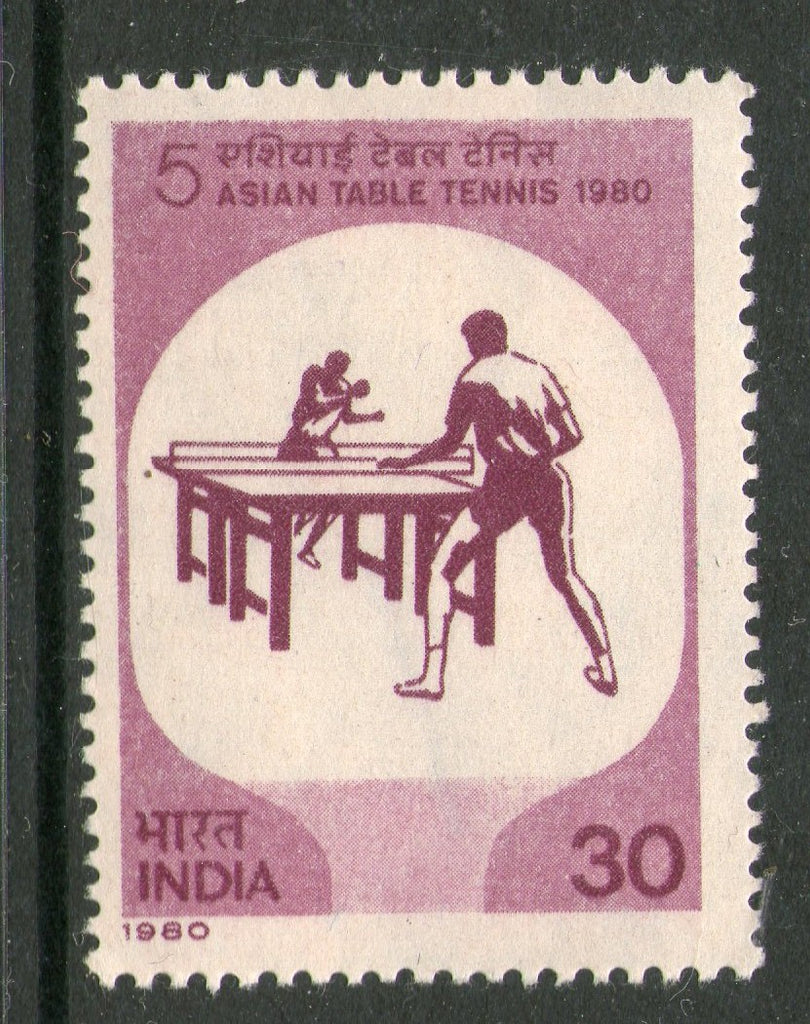 5 एशियाई टेबल टेनिस
ASIAN TABLE TENNIS 1980
भारत
INDIA
30
1980